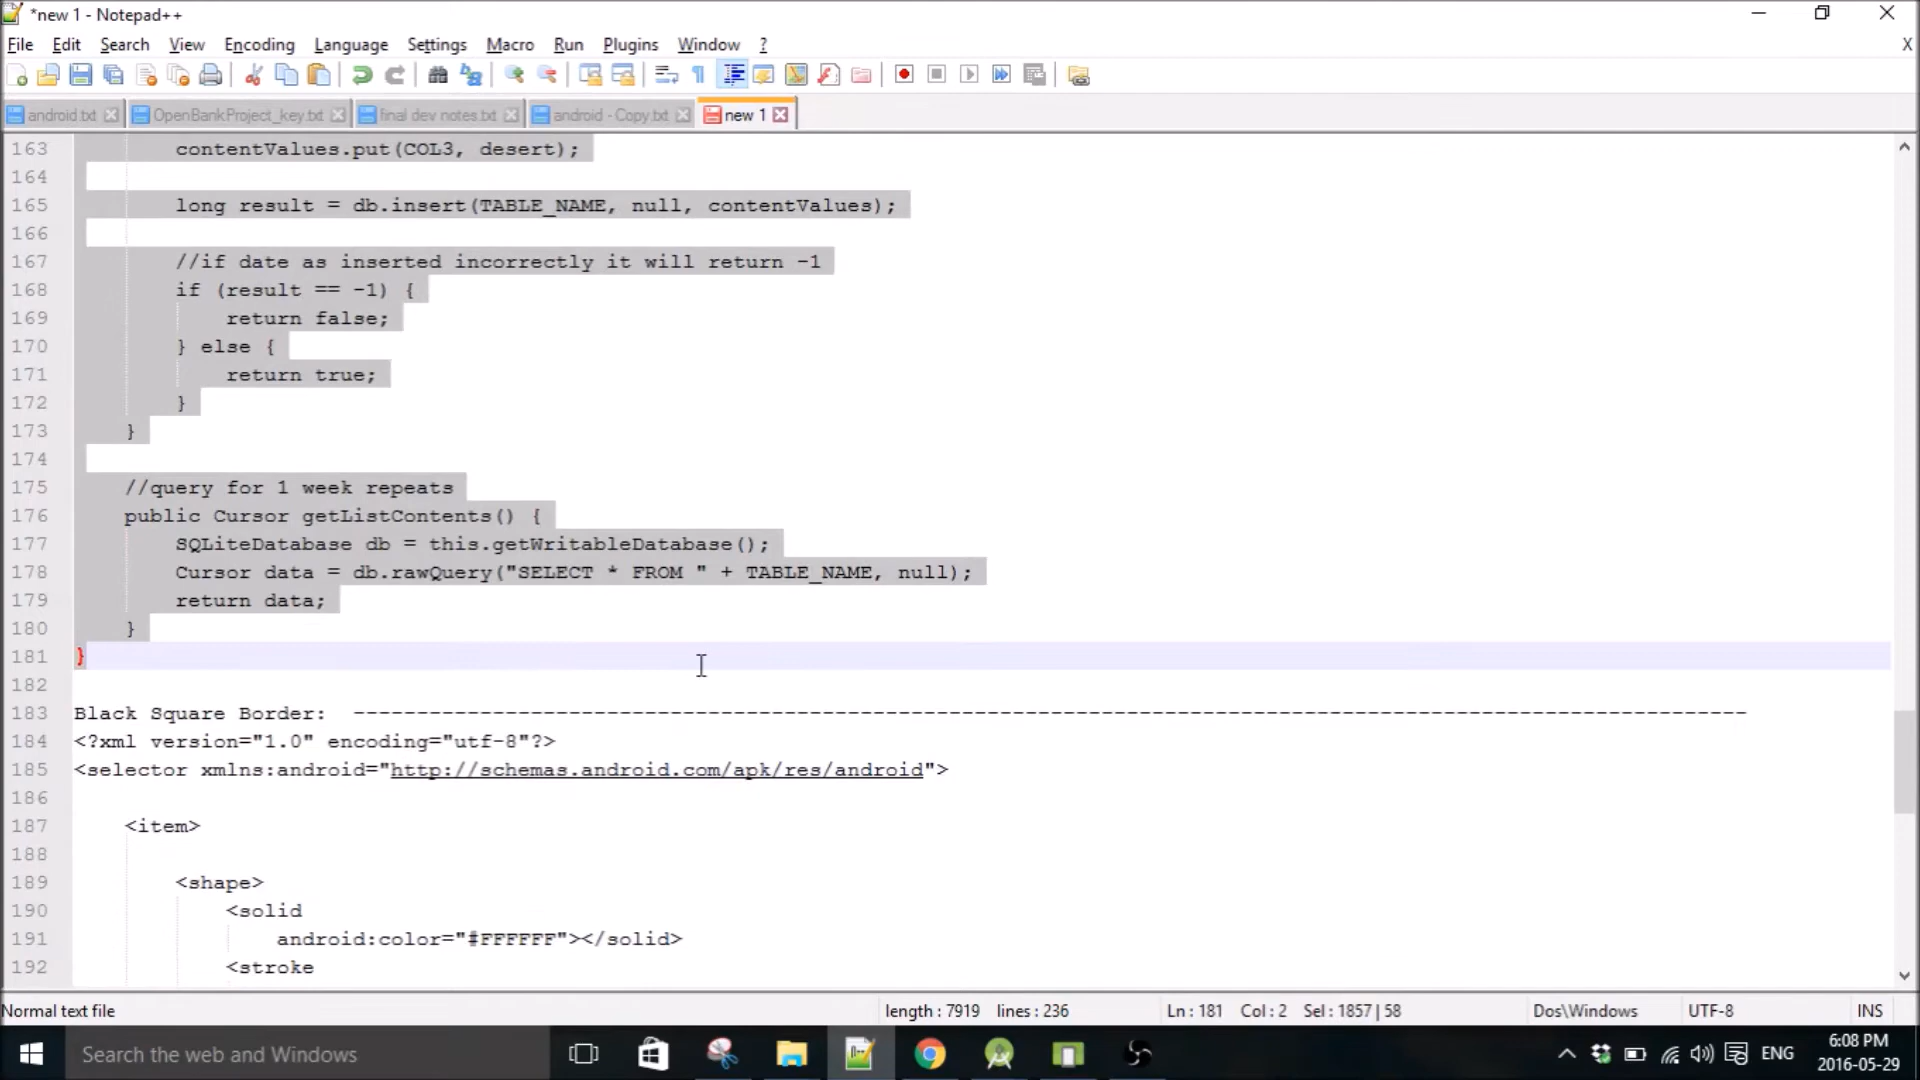 *new 1 - Notepad++
File Edit Search View Encoding Language Settings Macro Run Plugins Window ?
X
android.txt OpenBankProject_key.txt final dev notes.txt android - Copy.txt new 1
163 contentValues.put(COL3, desert);
164
165 long result = db.insert(TABLE_NAME, null, contentValues);
166
167 //if date as inserted incorrectly it will return -1
168 if (result == -1) {
169 return false;
170 } else {
171 return true;
172 }
173 }
174
175 //query for 1 week repeats
176 public Cursor getListContents() {
177 SQLiteDatabase db = this.getWritableDatabase();
178 Cursor data = db.rawQuery("SELECT * FROM " + TABLE_NAME, null);
179 return data;
180 }
181 }
182
183 Black Square Border: --------------------------------------------------------------------------------------------------------------
184 <?xml version="1.0" encoding="utf-8"?>
185 <selector xmlns:android="http://schemas.android.com/apk/res/android">
186
187 <item>
188
189 <shape>
190 <solid
191 android:color="#FFFFFF"></solid>
192 <stroke
Normal text file length : 7919 lines : 236 Ln : 181 Col : 2 Sel : 1857 | 58 Dos\Windows UTF-8 INS
Search the web and Windows ENG 6:08 PM
2016-05-29